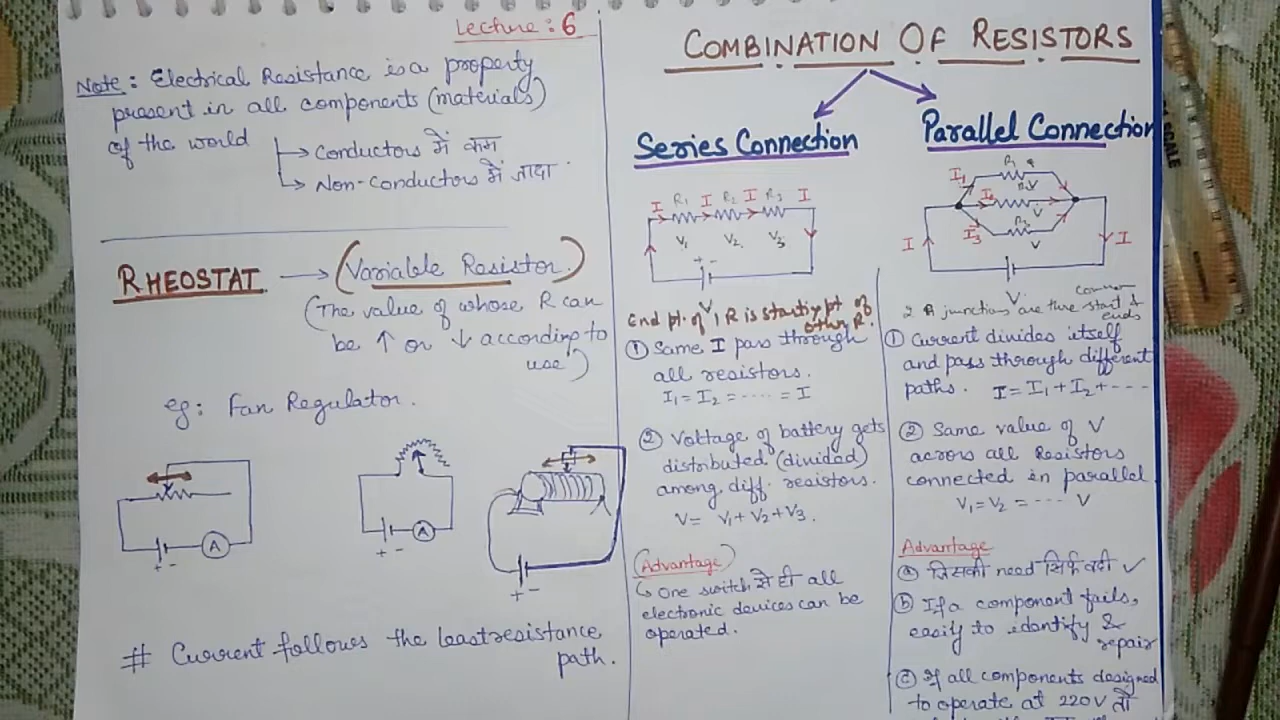 Lecture : 6
Note : Electrical Resistance is a property
present in all components (materials)
of the world
→ Conductors में कम
→ Non-conductors में जादा
RHEOSTAT → (Variable Resistor)
(The value of whose R can
be ↑ or ↓ according to
use)
eg : Fan Regulator.
A
+ -
A
+ -
+ -
# Current follows the least resistance
path.
COMBINATION OF RESISTORS
Series Connection
I R1 I R2 I R3 I
V1 V2 V3
+ -
V
End pt. of 1 R is starting pt of
other R.
① Same I pass through
all resistors.
I1 = I2 = ..... = I
② Voltage of battery gets
distributed (divided)
among diff. resistors.
V = V1 + V2 + V3.
(Advantage)
↳ One switch से ही all
electronic devices can be
operated.
Parallel Connection
I1 R1
V
I3
V
I I
V
common
2 junctions are there start &
ends
① Current divides itself
and pass through different
paths. I = I1 + I2 + ---
② Same value of V
across all Resistors
connected in parallel
V1 = V2 = ---- V
Advantage
ⓐ जिसकी need सिर्फ वही ✓
ⓑ If a component fails,
easily to identify &
repair
ⓒ If all components designed
to operate at 220V तो